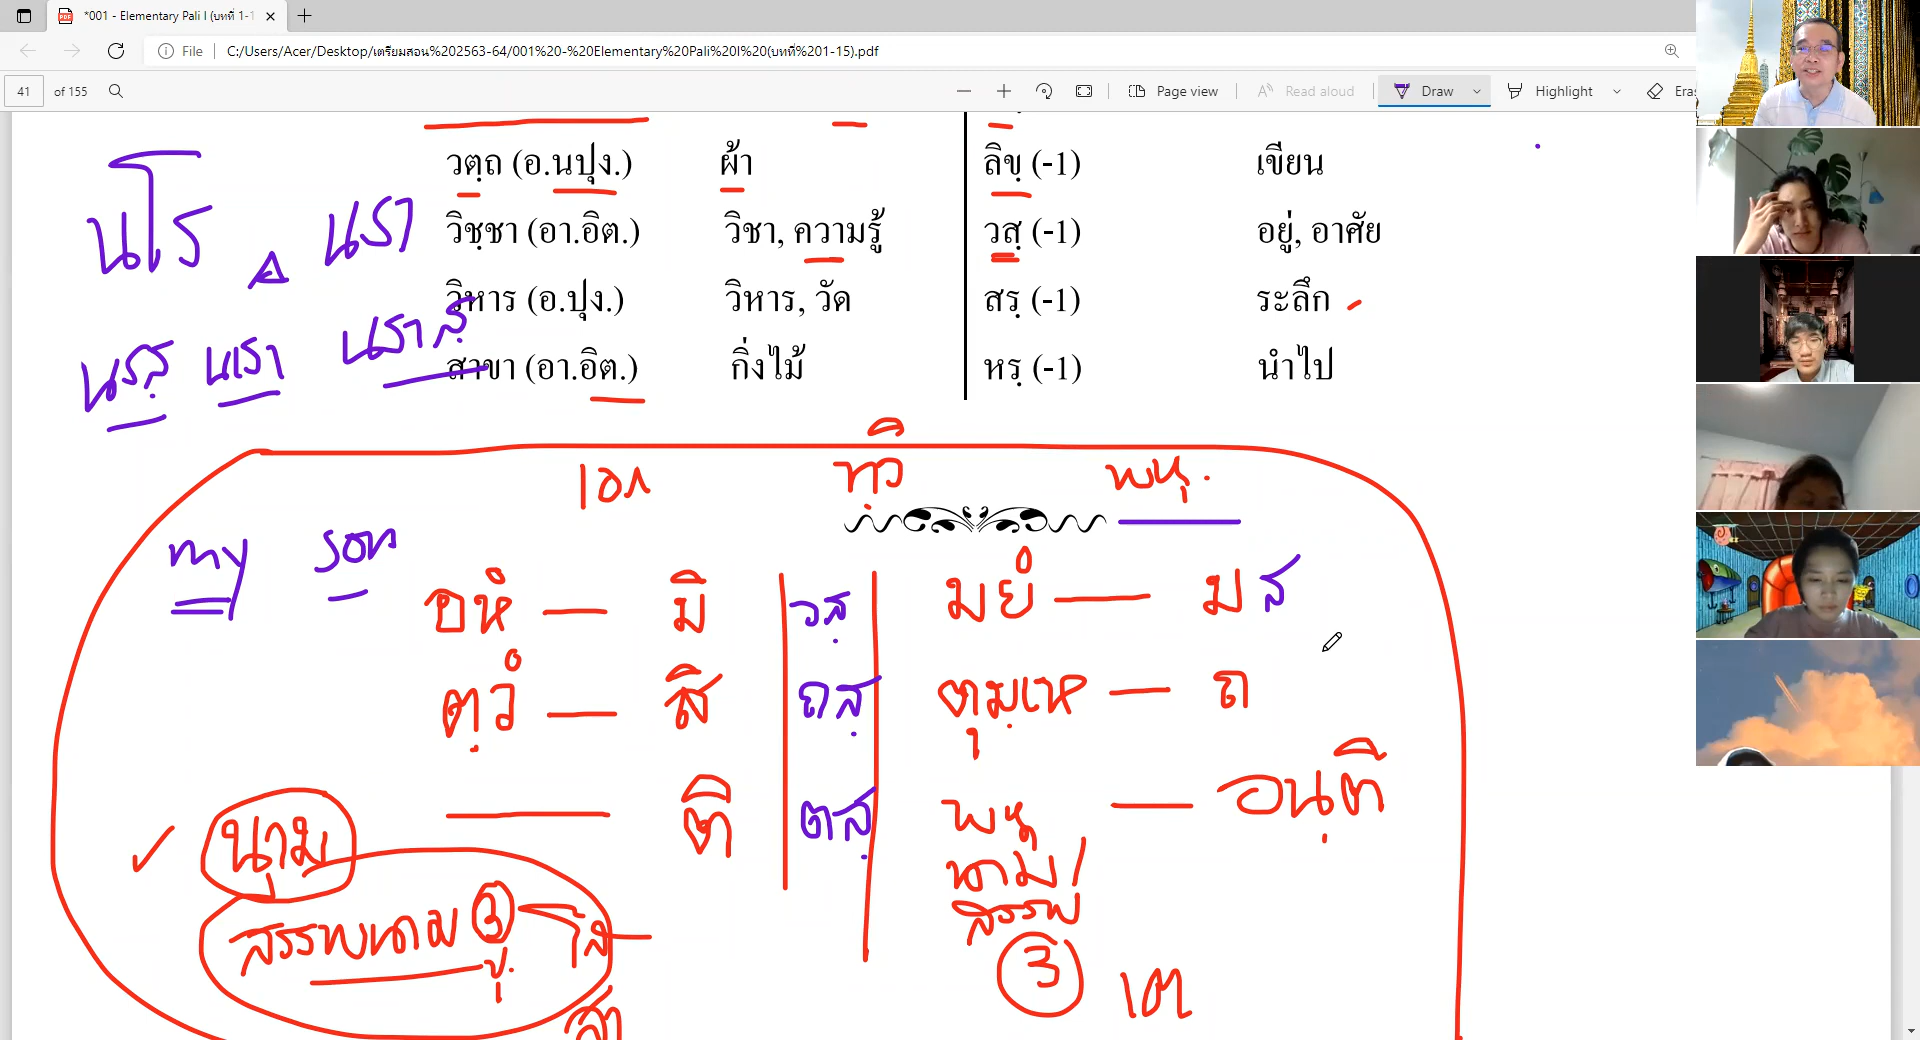 *001 - Elementary Pali I (บทที่ 1-1
File C:/Users/Acer/Desktop/เตรียมสอน%202563-64/001%20-%20Elementary%20Pali%20I%20(บทที่%201-15).pdf
41 of 155 Page view Read aloud Draw Highlight Eras
วตฺถ (อ.นปุง.) ผ้า ลิขฺ (-1) เขียน
วิชฺชา (อา.อิต.) วิชา, ความรู้ วสฺ (-1) อยู่, อาศัย
วิหาร (อ.ปุง.) วิหาร, วัด สรฺ (-1) ระลึก
สาขา (อา.อิต.) กิ่งไม้ หรฺ (-1) นำไป
นโร นรา
นรสฺ นรา นราสฺ
เอก ทฺวิ พหุ.
my son
อหํ — มิ วสฺ มยํ — ม ส
ตฺวํ — สิ ถสฺ ตุมฺเห — ถ
— ติ ตสฺ พหุ — อนฺติ
นาม นาม/
สรรพนาม 3 ปุ. โส สรรพ
3 เต
สา